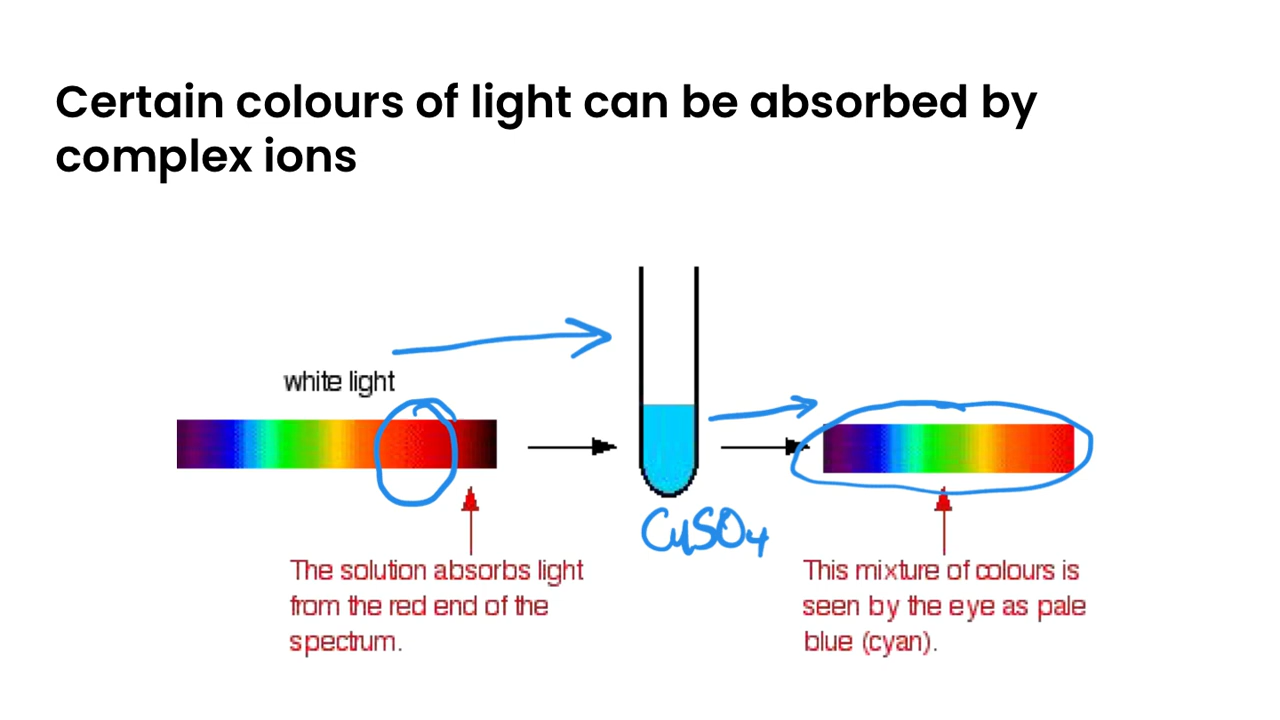 Certain colours of light can be absorbed by
complex ions
white light
CuSO4
The solution absorbs light
from the red end of the
spectrum.
This mixture of colours is
seen by the eye as pale
blue (cyan).